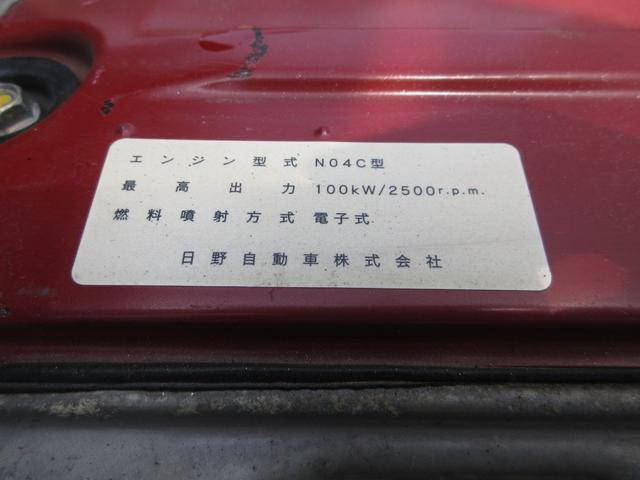 エンジン型式 N04C型
最高出力 100kW/2500r.p.m.
燃料噴射方式 電子式
日野自動車株式会社